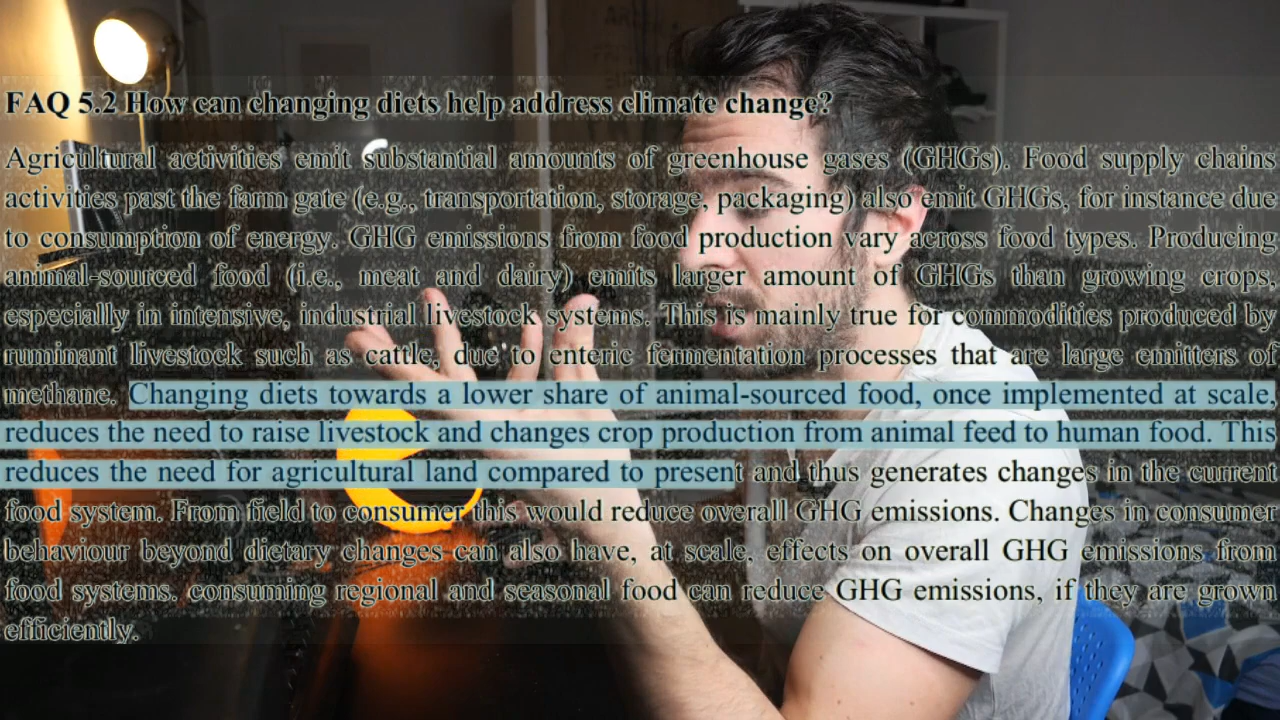 FAQ 5.2 How can changing diets help address climate change?
Agricultural activities emit substantial amounts of greenhouse gases (GHGs). Food supply chains
activities past the farm gate (e.g., transportation, storage, packaging) also emit GHGs, for instance due
to consumption of energy. GHG emissions from food production vary across food types. Producing
animal-sourced food (i.e., meat and dairy) emits larger amount of GHGs than growing crops,
especially in intensive, industrial livestock systems. This is mainly true for commodities produced by
ruminant livestock such as cattle, due to enteric fermentation processes that are large emitters of
methane. Changing diets towards a lower share of animal-sourced food, once implemented at scale,
reduces the need to raise livestock and changes crop production from animal feed to human food. This
reduces the need for agricultural land compared to present and thus generates changes in the current
food system. From field to consumer this would reduce overall GHG emissions. Changes in consumer
behaviour beyond dietary changes can also have, at scale, effects on overall GHG emissions from
food systems. consuming regional and seasonal food can reduce GHG emissions, if they are grown
efficiently.